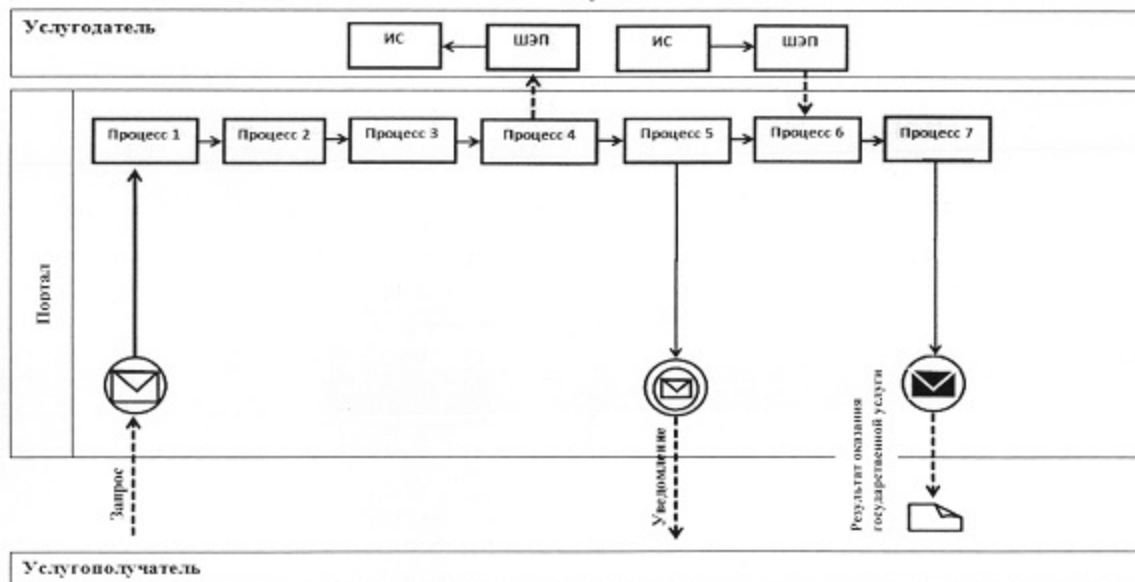 Услугодатель
ИС
ШЭП
ИС
ШЭП
Процесс 1
Процесс 2
Процесс 3
Процесс 4
Процесс 5
Процесс 6
Процесс 7
Портал
Запрос
Уведомление
Результат оказания
государственной услуги
Услугополучатель